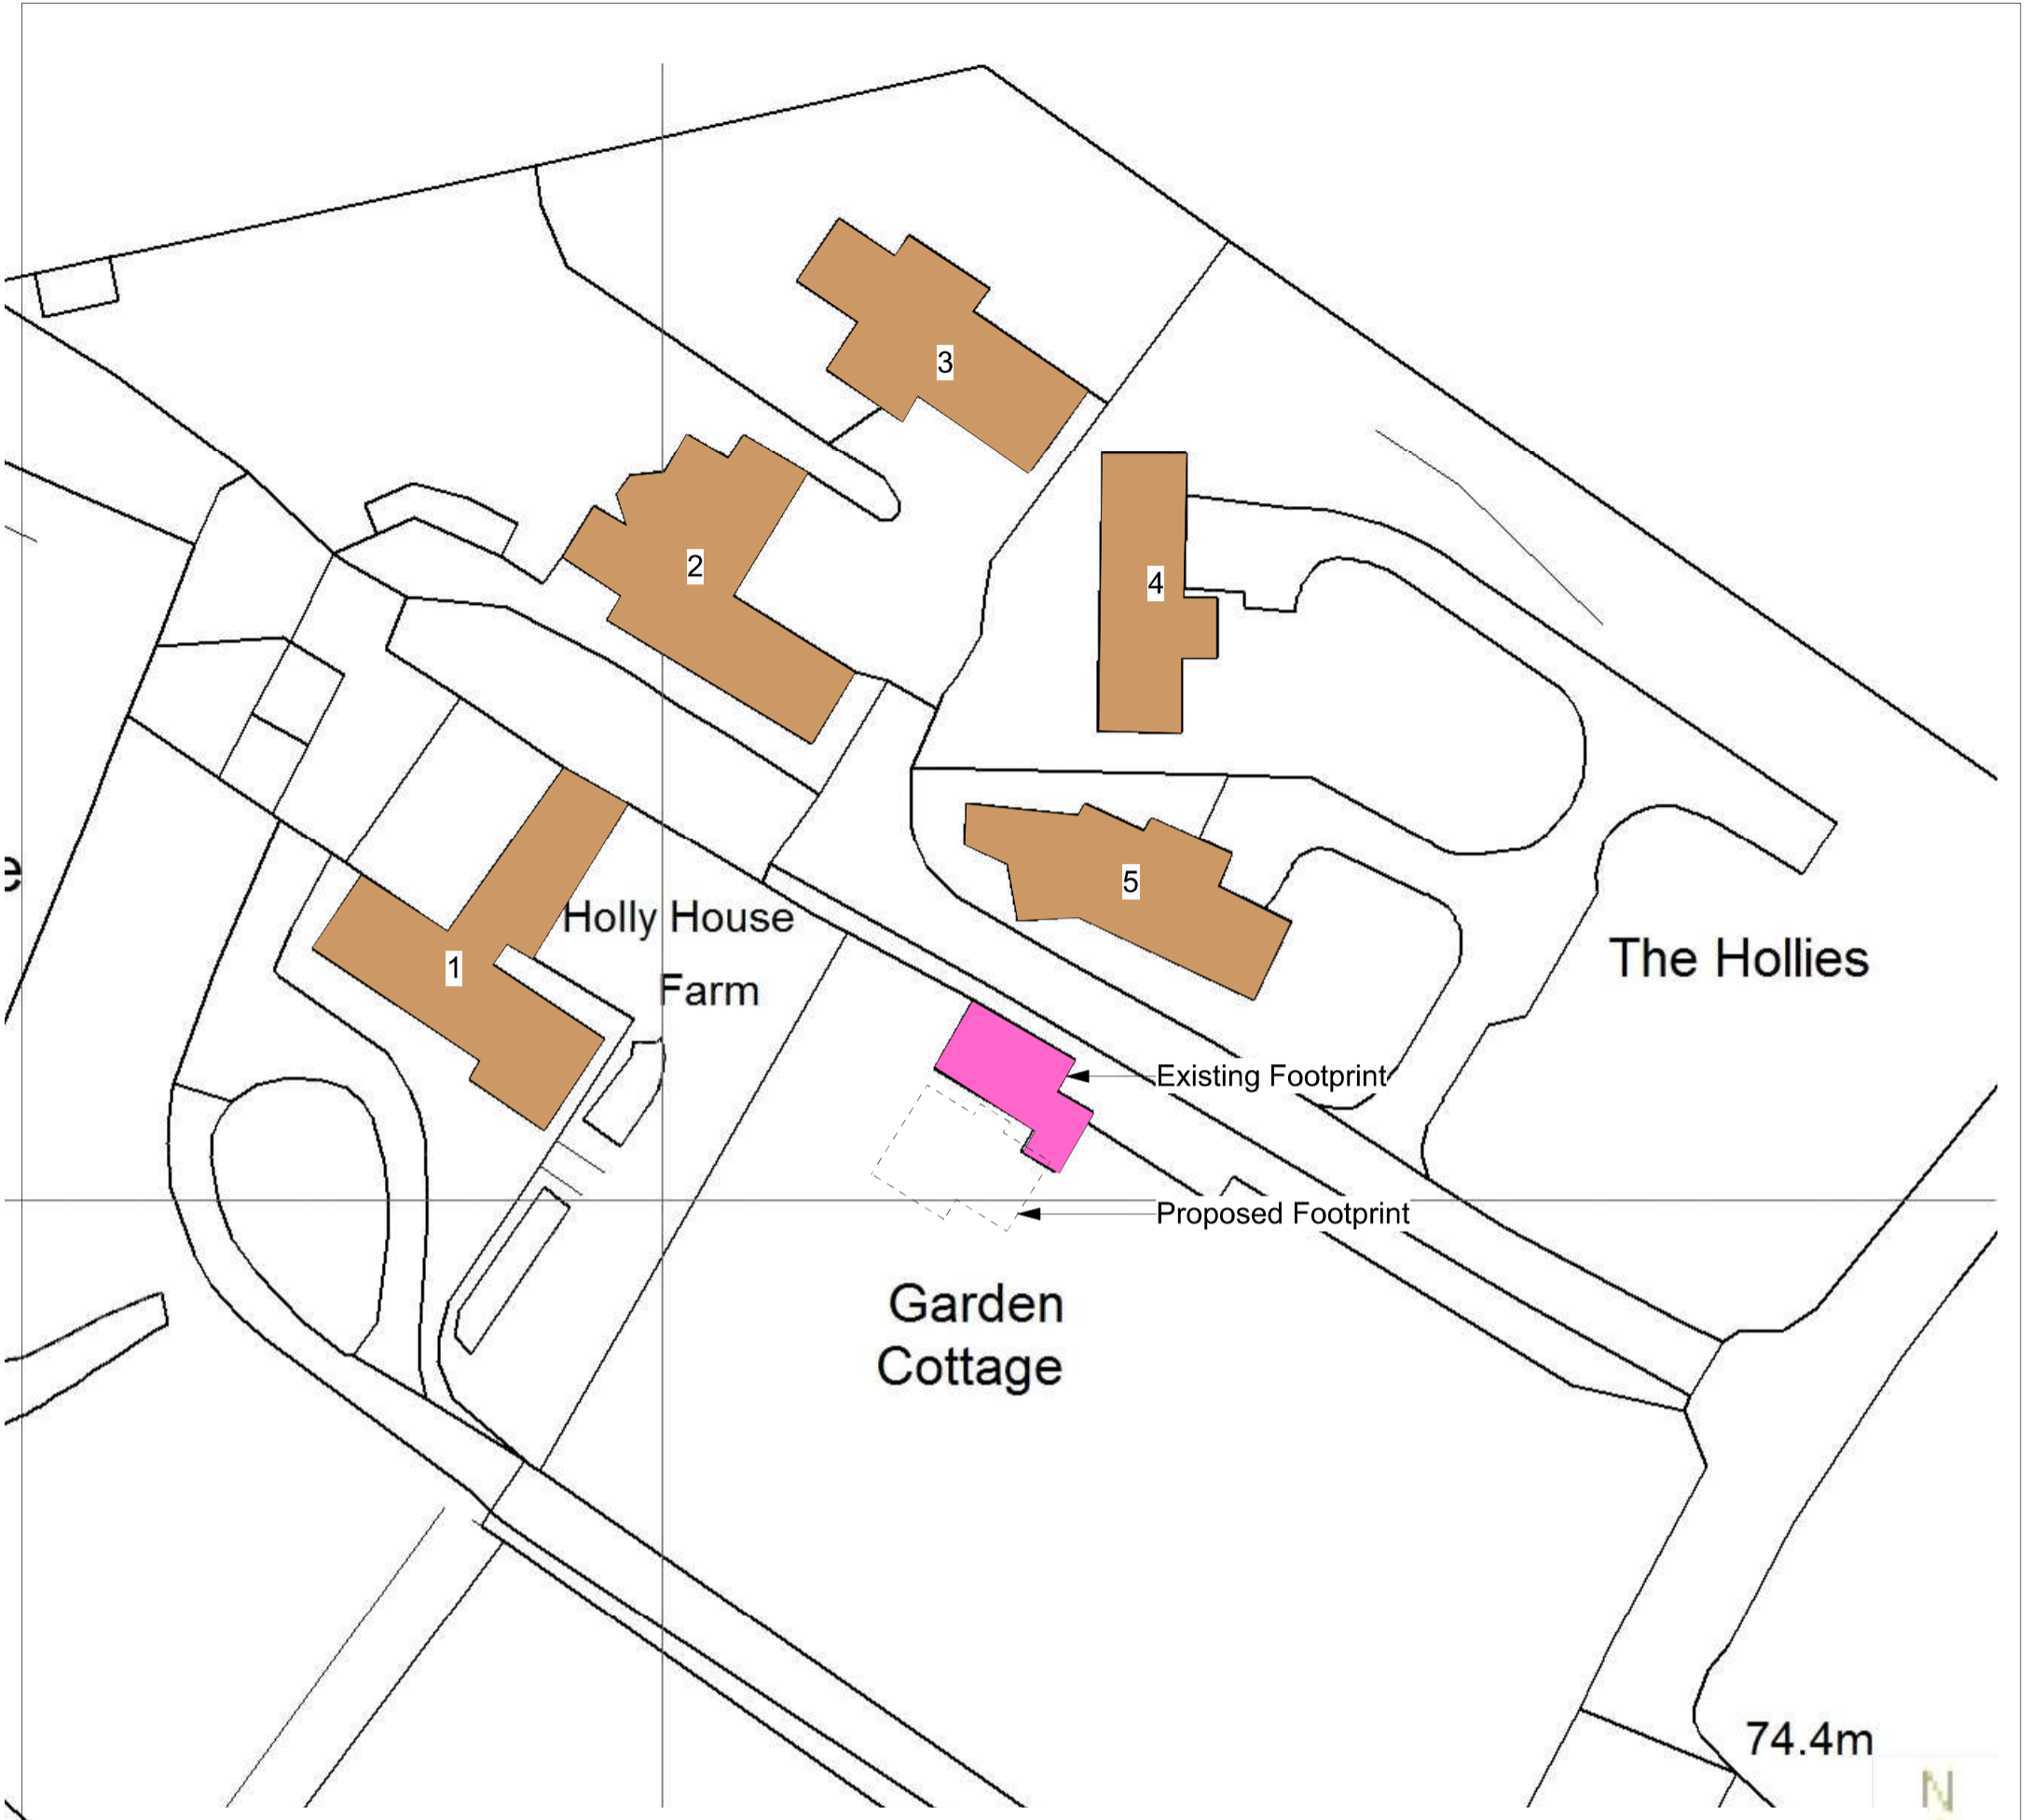 3
2
4
e
5
Holly House
Farm
1
The Hollies
Existing Footprint
Proposed Footprint
Garden
Cottage
74.4m
N